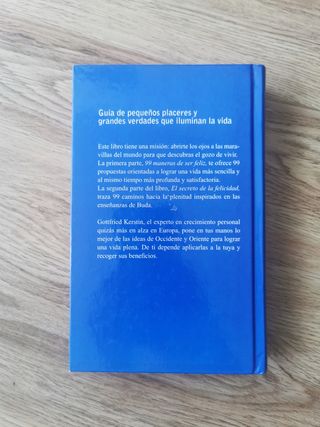 Guía de pequeños placeres y
grandes verdades que iluminan la vida
Este libro tiene una misión: abrirte los ojos a las mara-
villas del mundo para que descubras el gozo de vivir.
La primera parte, 99 maneras de ser feliz, te ofrece 99
propuestas orientadas a lograr una vida más sencilla y
al mismo tiempo más profunda y satisfactoria.
La segunda parte del libro, El secreto de la felicidad,
traza 99 caminos hacia la plenitud inspirados en las
enseñanzas de Buda.
Gottfried Kerstin, el experto en crecimiento personal
quizás más en alza en Europa, pone en tus manos lo
mejor de las ideas de Occidente y Oriente para lograr
una vida plena. De ti depende aplicarlas a la tuya y
recoger sus beneficios.